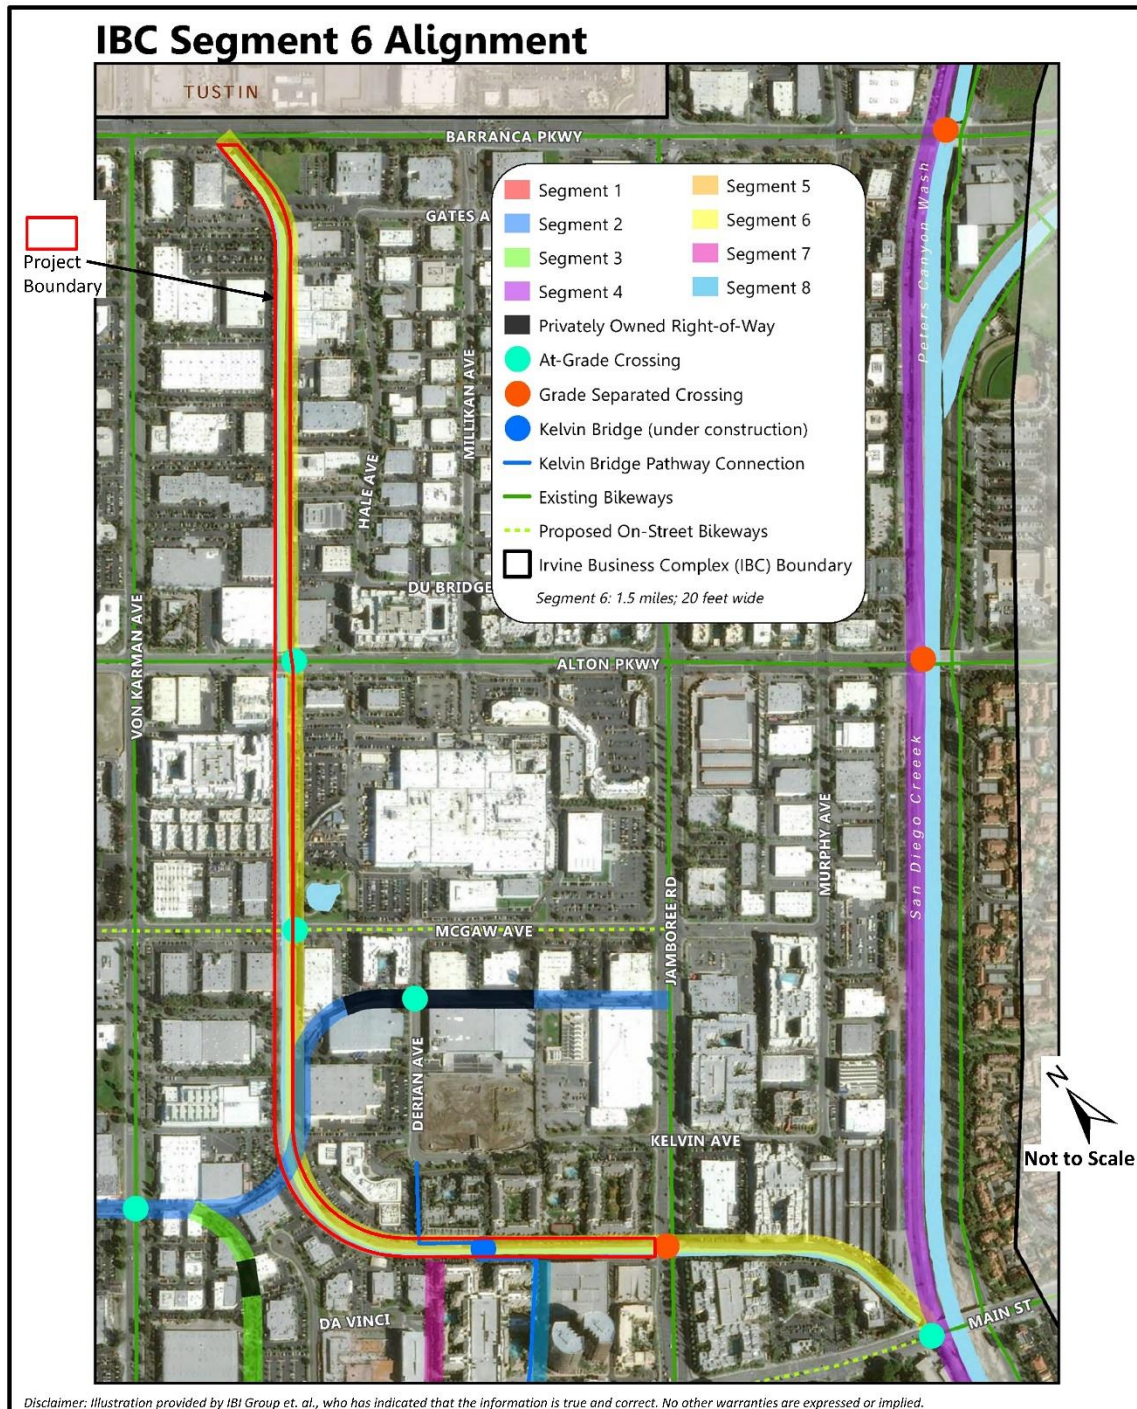 IBC Segment 6 Alignment
TUSTIN
BARRANCA PKWY
Segment 1
Segment 2
Segment 3
Segment 4
Segment 5
Segment 6
Segment 7
Segment 8
Privately Owned Right-of-Way
At-Grade Crossing
Grade Separated Crossing
Kelvin Bridge (under construction)
Kelvin Bridge Pathway Connection
Existing Bikeways
Proposed On-Street Bikeways
Irvine Business Complex (IBC) Boundary
Segment 6: 1.5 miles; 20 feet wide
GATES A
Project
Boundary
Peters Canyon Wash
MILLIKAN AVE
HALE AVE
DU BRIDGE
VON KARMAN AVE
ALTON PKWY
San Diego Creeek
MURPHY AVE
JAMBOREE RD
MCGAW AVE
DERIAN AVE
KELVIN AVE
N
Not to Scale
DA VINCI
MAIN ST
Disclaimer: Illustration provided by IBI Group et. al., who has indicated that the information is true and correct. No other warranties are expressed or implied.